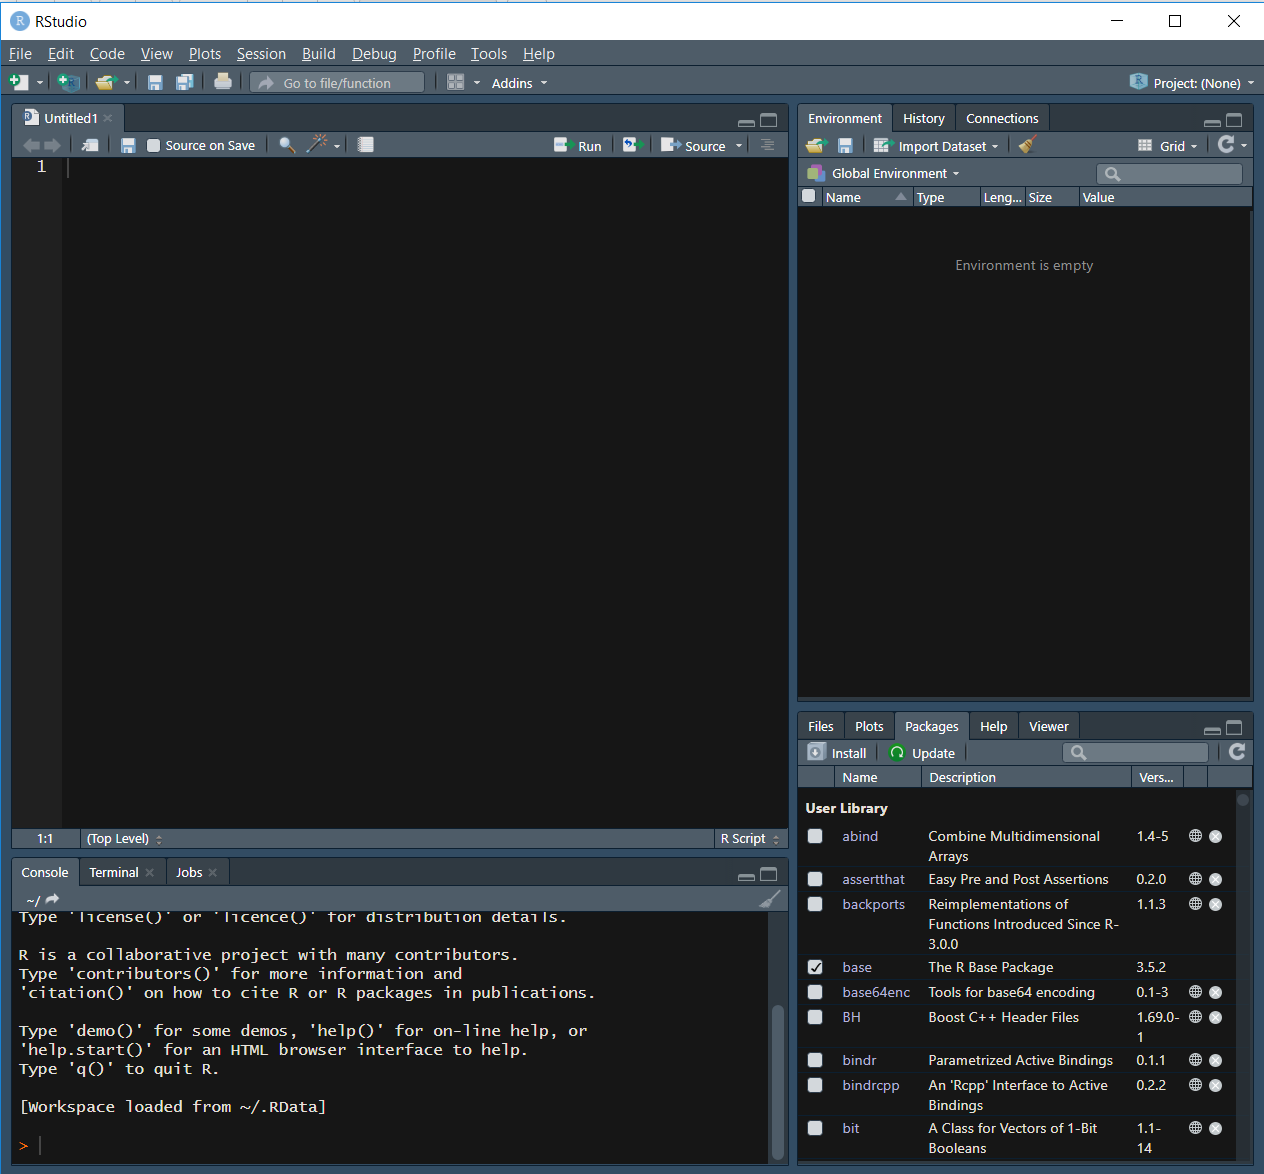 RStudio
File Edit Code View Plots Session Build Debug Profile Tools Help
Go to file/function Addins Project: (None)
Untitled1
Source on Save Run Source
1
1:1 (Top Level) R Script
Console Terminal Jobs
~/
Type 'license()' or 'licence()' for distribution details.
R is a collaborative project with many contributors.
Type 'contributors()' for more information and
'citation()' on how to cite R or R packages in publications.
Type 'demo()' for some demos, 'help()' for on-line help, or
'help.start()' for an HTML browser interface to help.
Type 'q()' to quit R.
[Workspace loaded from ~/.RData]
>
Environment History Connections
Import Dataset Grid
Global Environment
Name Type Leng... Size Value
Environment is empty
Files Plots Packages Help Viewer
Install Update
Name Description Vers...
User Library
abind Combine Multidimensional 1.4-5
Arrays
assertthat Easy Pre and Post Assertions 0.2.0
backports Reimplementations of 1.1.3
Functions Introduced Since R-
3.0.0
base The R Base Package 3.5.2
base64enc Tools for base64 encoding 0.1-3
BH Boost C++ Header Files 1.69.0-
1
bindr Parametrized Active Bindings 0.1.1
bindrcpp An 'Rcpp' Interface to Active 0.2.2
Bindings
bit A Class for Vectors of 1-Bit 1.1-
Booleans 14